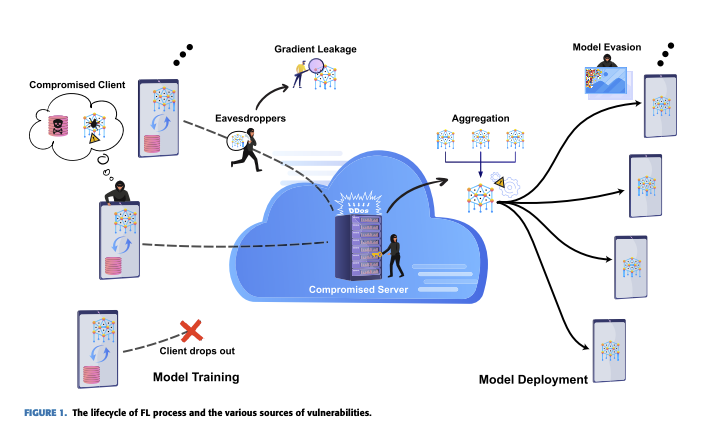 Model Evasion
Gradient Leakage
Compromised Client
Eavesdroppers
Aggregation
DDos
Compromised Server
Client drops out
Model Training
Model Deployment
FIGURE 1. The lifecycle of FL process and the various sources of vulnerabilities.